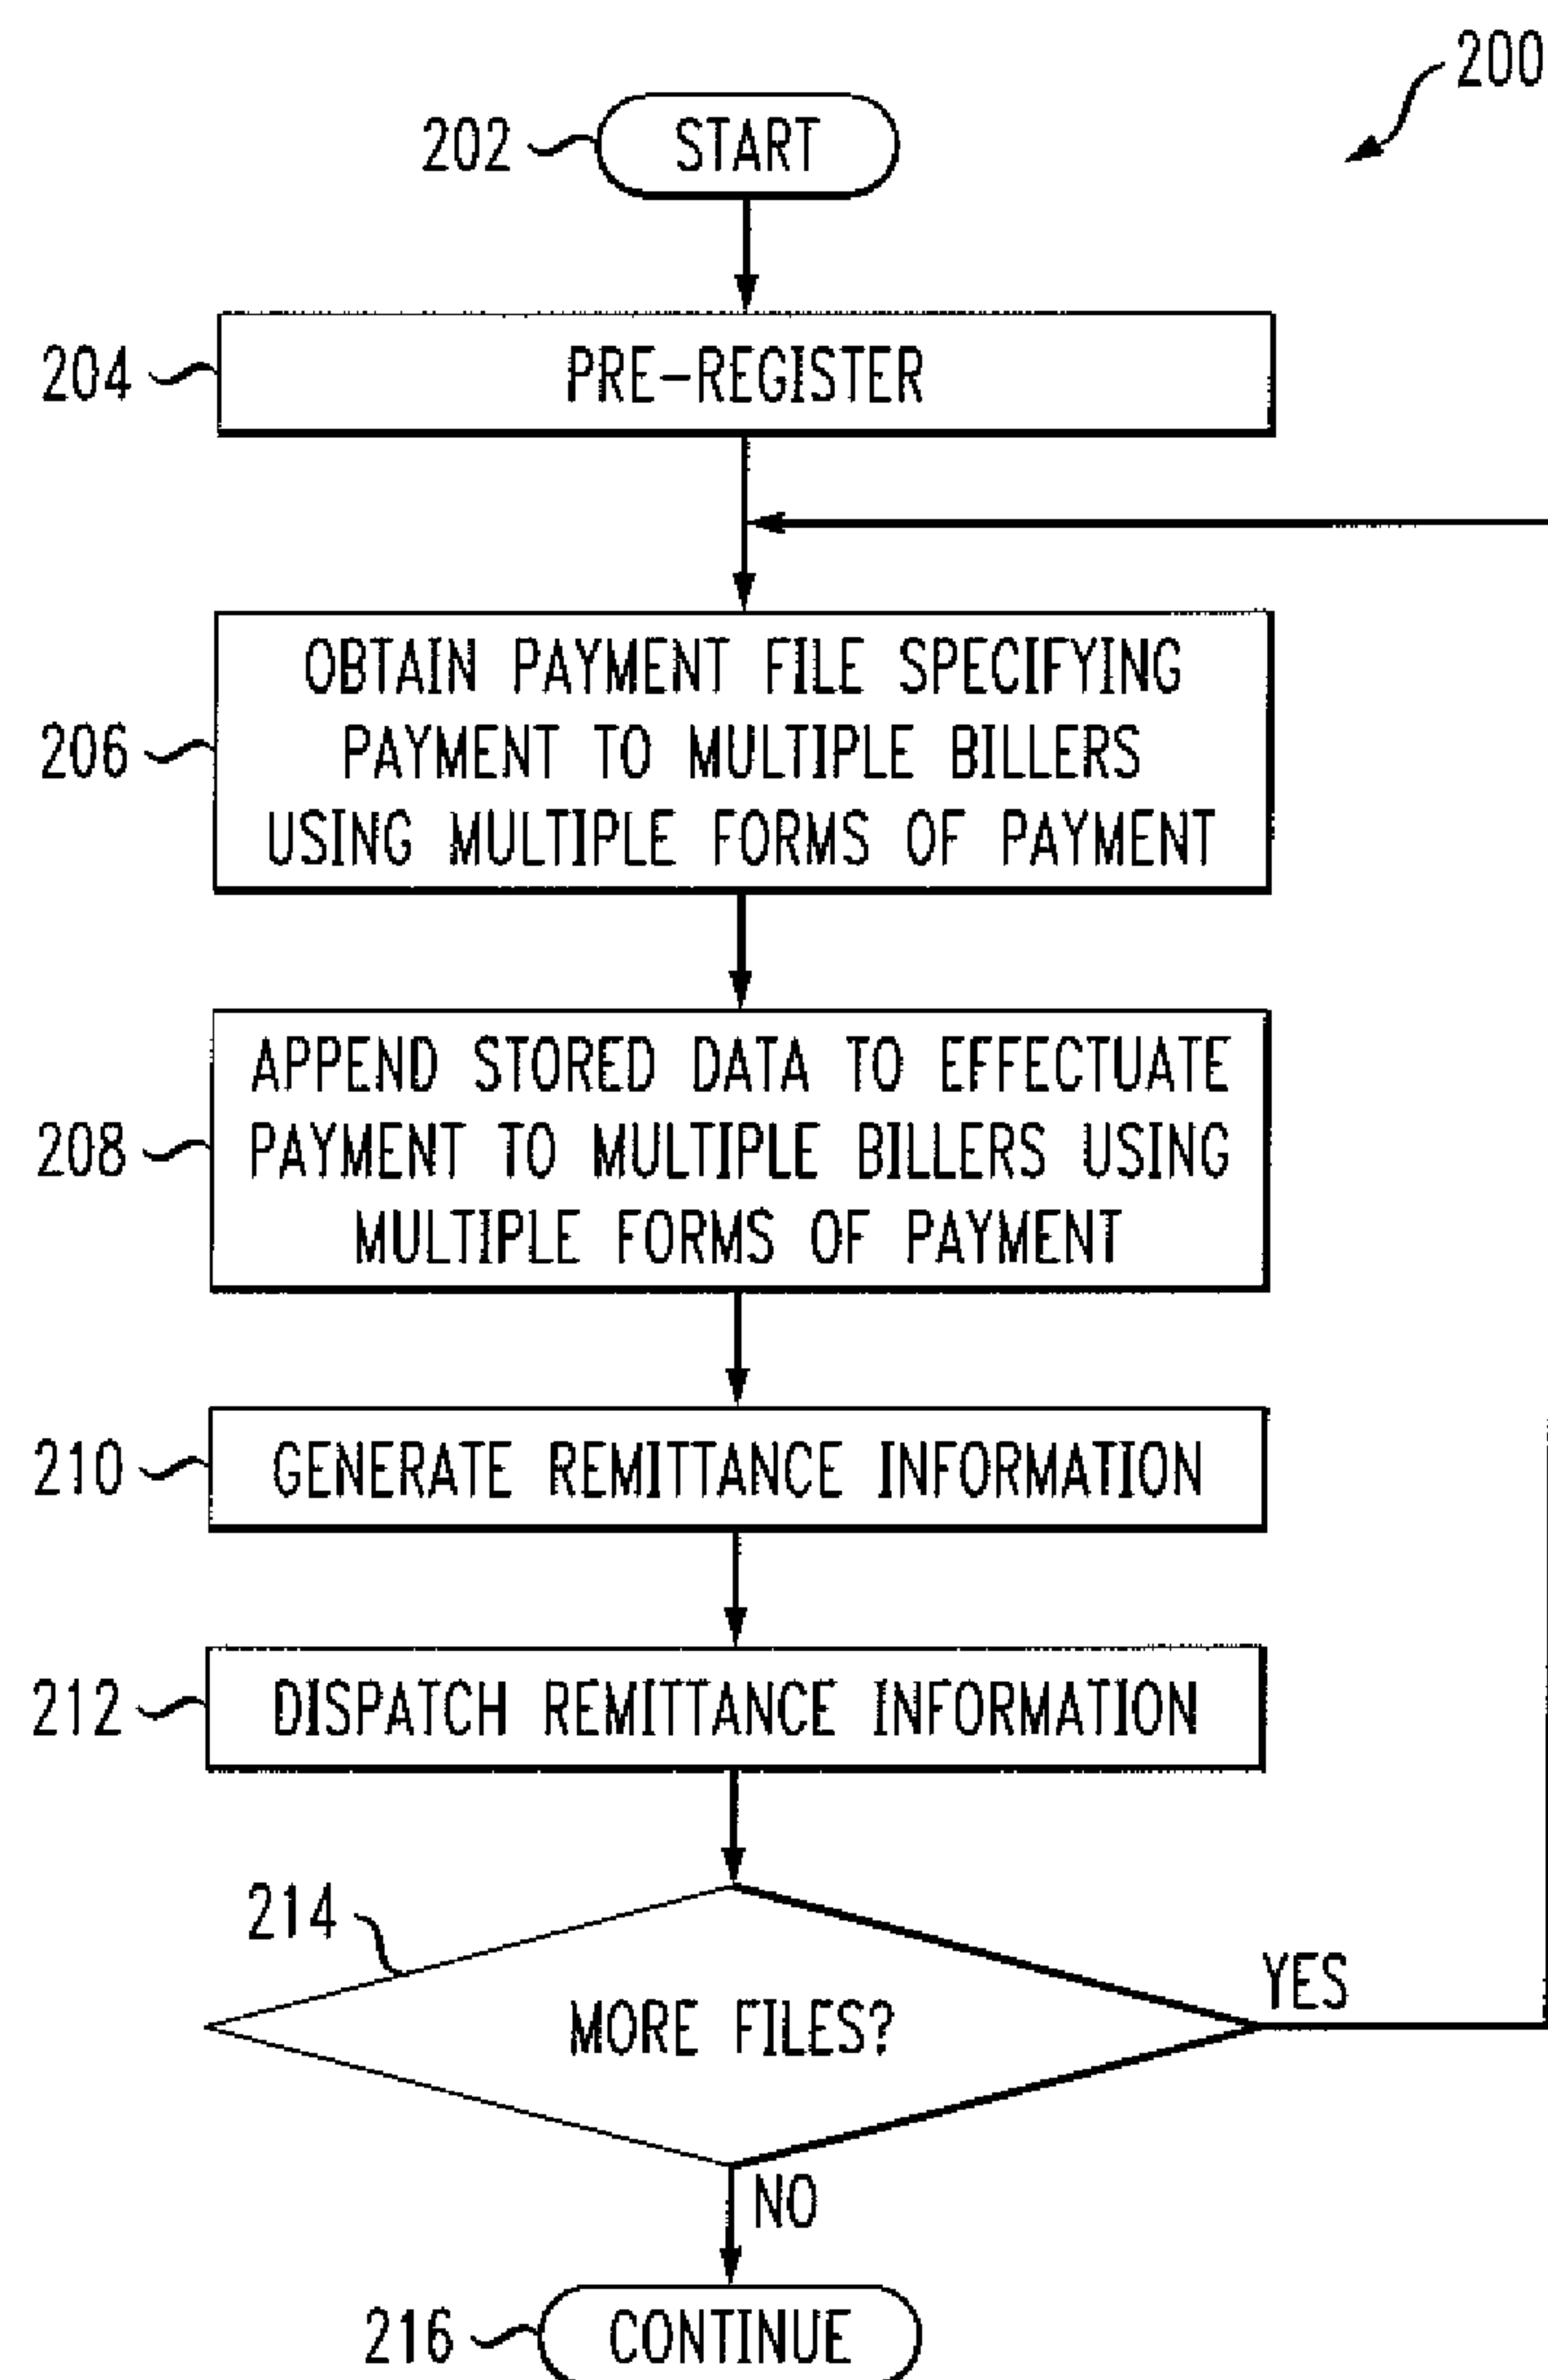 200
202
START
204
PRE-REGISTER
206
OBTAIN PAYMENT FILE SPECIFYING
PAYMENT TO MULTIPLE BILLERS
USING MULTIPLE FORMS OF PAYMENT
208
APPEND STORED DATA TO EFFECTUATE
PAYMENT TO MULTIPLE BILLERS USING
MULTIPLE FORMS OF PAYMENT
210
GENERATE REMITTANCE INFORMATION
212
DISPATCH REMITTANCE INFORMATION
214
MORE FILES?
YES
NO
216
CONTINUE